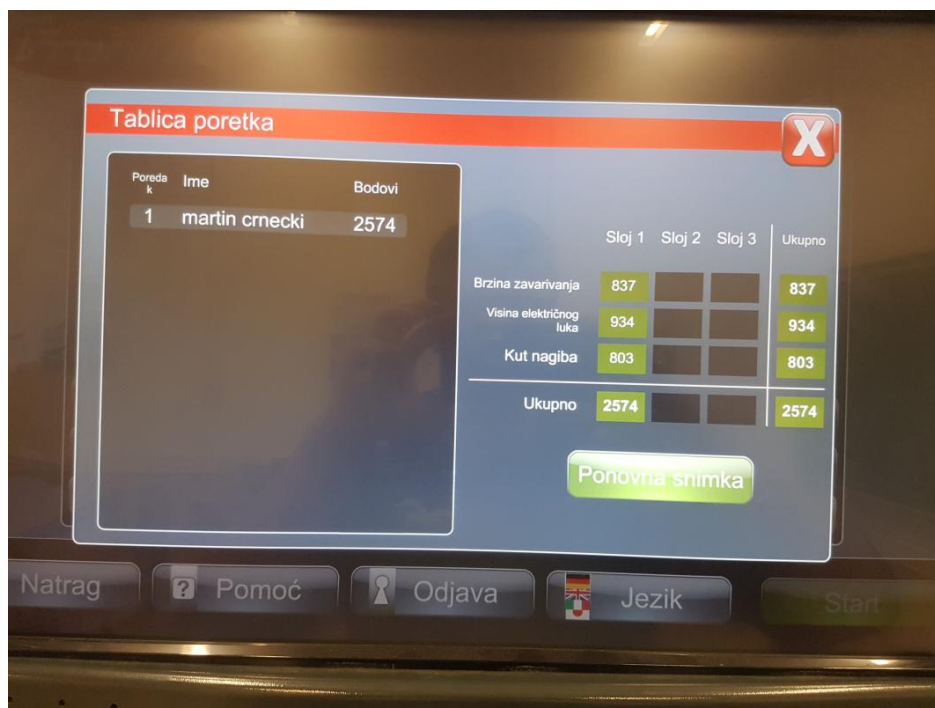 Tablica poretka
X
Poreda
k
Ime Bodovi
1 martin crnecki 2574
Sloj 1 Sloj 2 Sloj 3 Ukupno
Brzina zavarivanja 837 837
Visina električnog
luka 934 934
Kut nagiba 803 803
Ukupno 2574 2574
Ponovna snimka
Natrag ? Pomoć Odjava Jezik Start